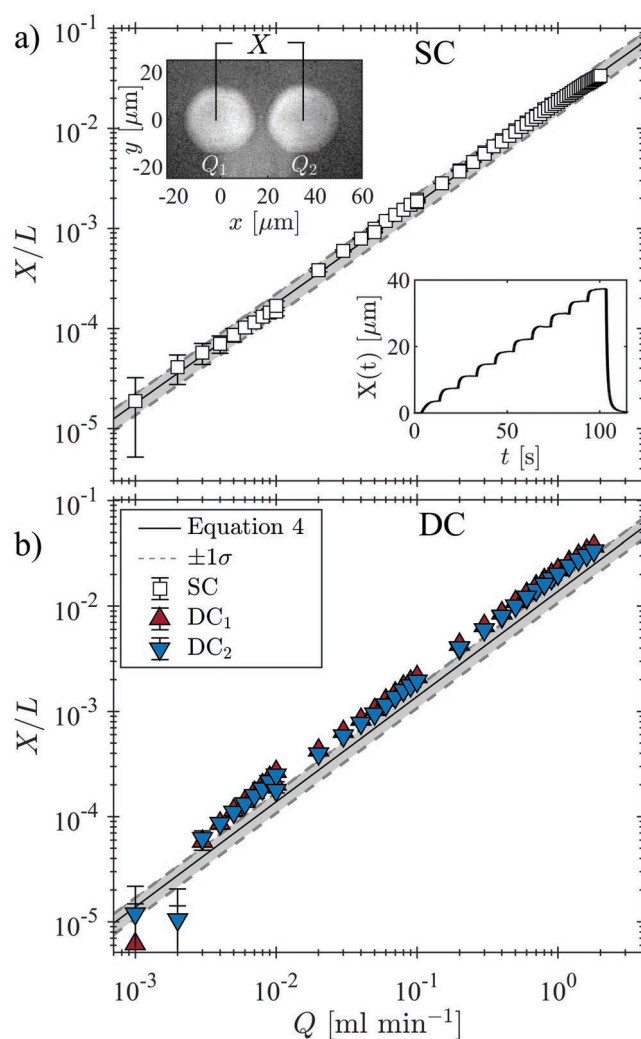 a)
SC
X
Q₁
Q₂
20
0
-20
y [μm]
-20 0 20 40 60
x [μm]
10⁻¹
10⁻²
10⁻³
10⁻⁴
10⁻⁵
X/L
40
20
0
X(t) [μm]
0 50 100
t [s]
b)
DC
Equation 4
±1σ
SC
DC₁
DC₂
10⁻¹
10⁻²
10⁻³
10⁻⁴
10⁻⁵
X/L
10⁻³ 10⁻² 10⁻¹ 10⁰
Q [ml min⁻¹]